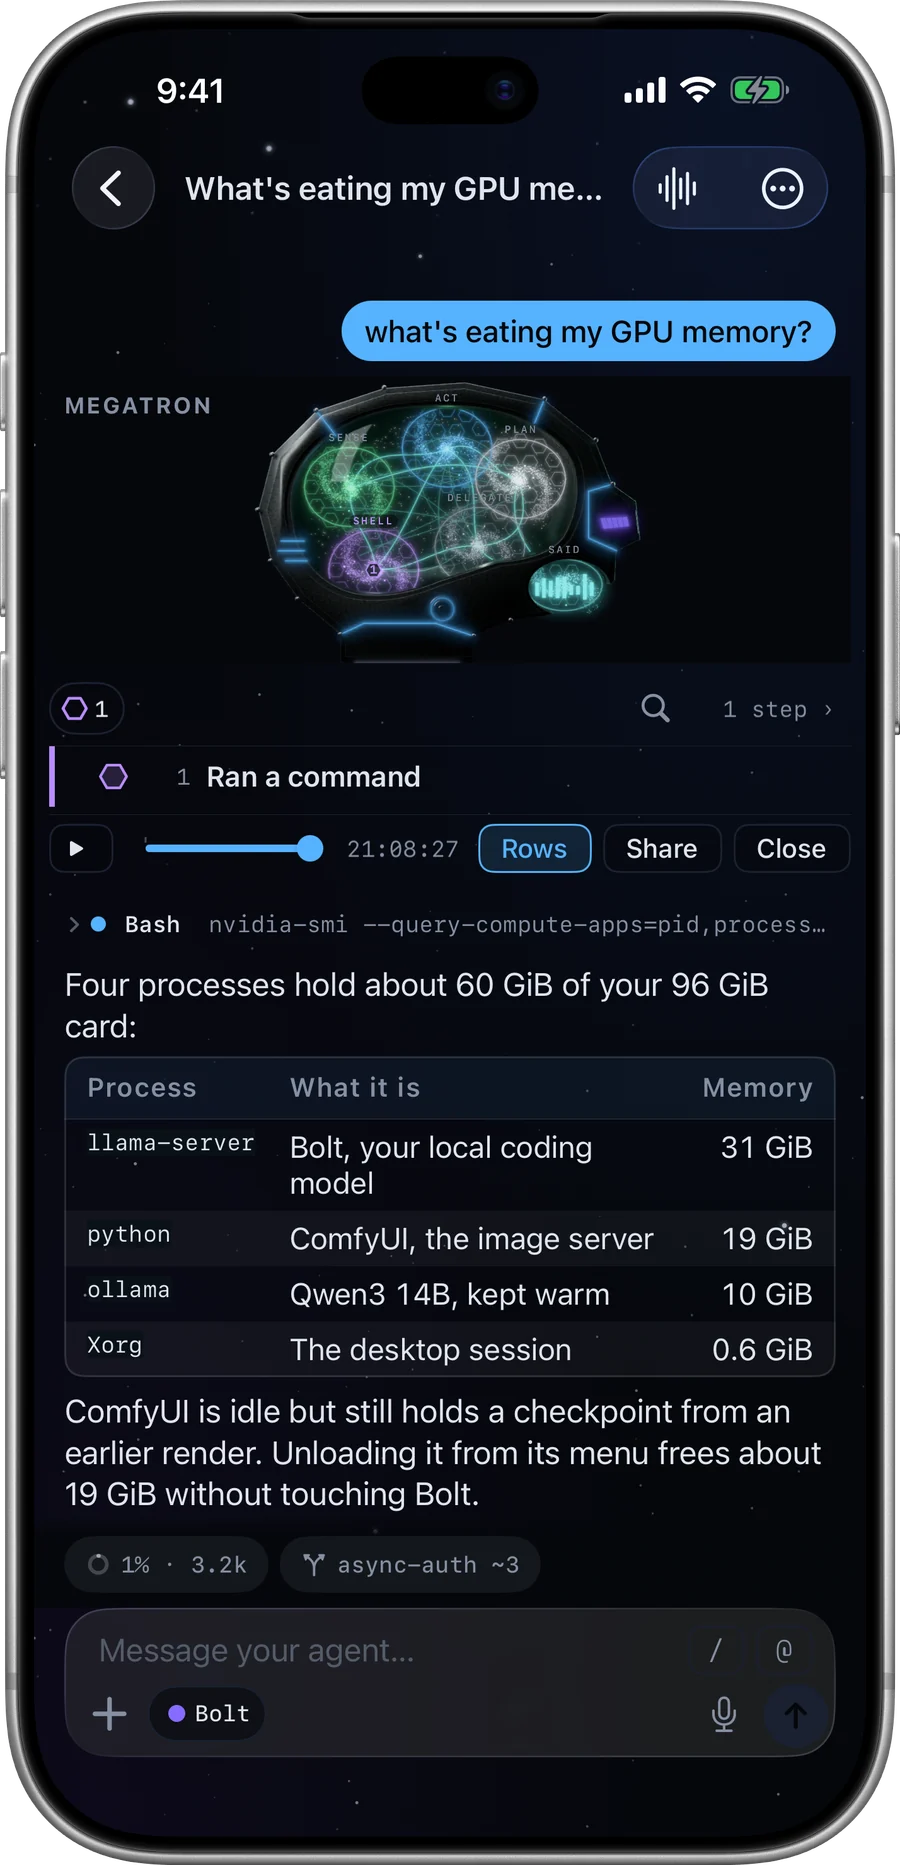 9:41
What's eating my GPU me...
what's eating my GPU memory?
MEGATRON
ACT
SENSE
PLAN
DELEGATE
SHELL
1
SAID
1
1 step ›
1 Ran a command
21:08:27 Rows Share Close
Bash nvidia-smi --query-compute-apps=pid,process…
Four processes hold about 60 GiB of your 96 GiB
card:
Process What it is Memory
llama-server Bolt, your local coding 31 GiB
model
python ComfyUI, the image server 19 GiB
ollama Qwen3 14B, kept warm 10 GiB
Xorg The desktop session 0.6 GiB
ComfyUI is idle but still holds a checkpoint from an
earlier render. Unloading it from its menu frees about
19 GiB without touching Bolt.
1% · 3.2k async-auth ~3
Message your agent... / @
Bolt